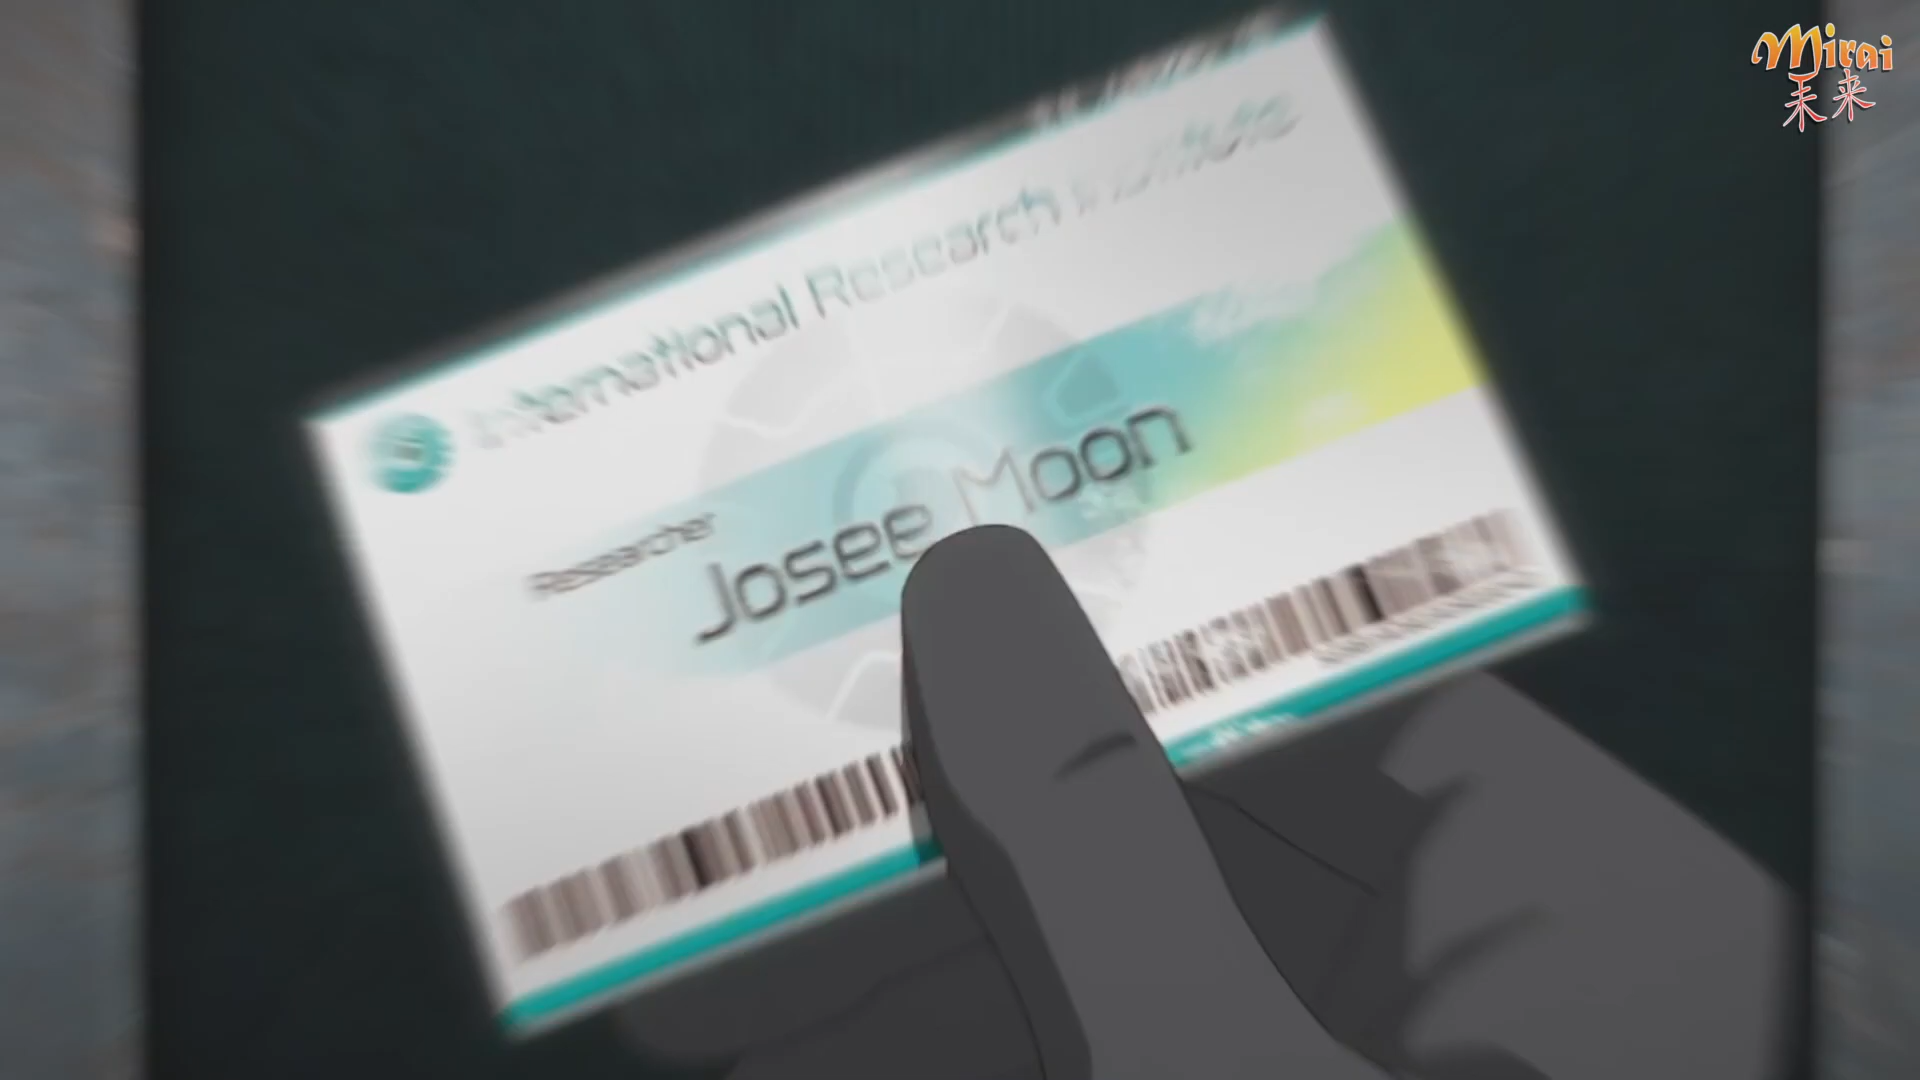 Mirai
未来
International Research Institute
Researcher
Josee Moon